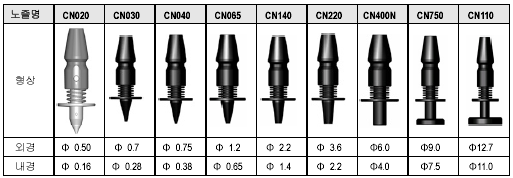 노즐명 CN020 CN030 CN040 CN065 CN140 CN220 CN400N CN750 CN110
형상
외경 Φ 0.50 Φ 0.7 Φ 0.75 Φ 1.2 Φ 2.2 Φ 3.6 Φ6.0 Φ9.0 Φ12.7
내경 Φ 0.16 Φ 0.28 Φ 0.38 Φ 0.65 Φ 1.4 Φ 2.2 Φ4.0 Φ7.5 Φ11.0